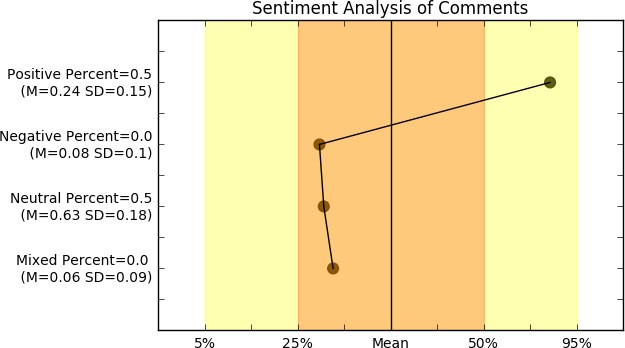 Sentiment Analysis of Comments
Positive Percent=0.5
(M=0.24 SD=0.15)
Negative Percent=0.0
(M=0.08 SD=0.1)
Neutral Percent=0.5
(M=0.63 SD=0.18)
Mixed Percent=0.0
(M=0.06 SD=0.09)
5% 25% Mean 50% 95%